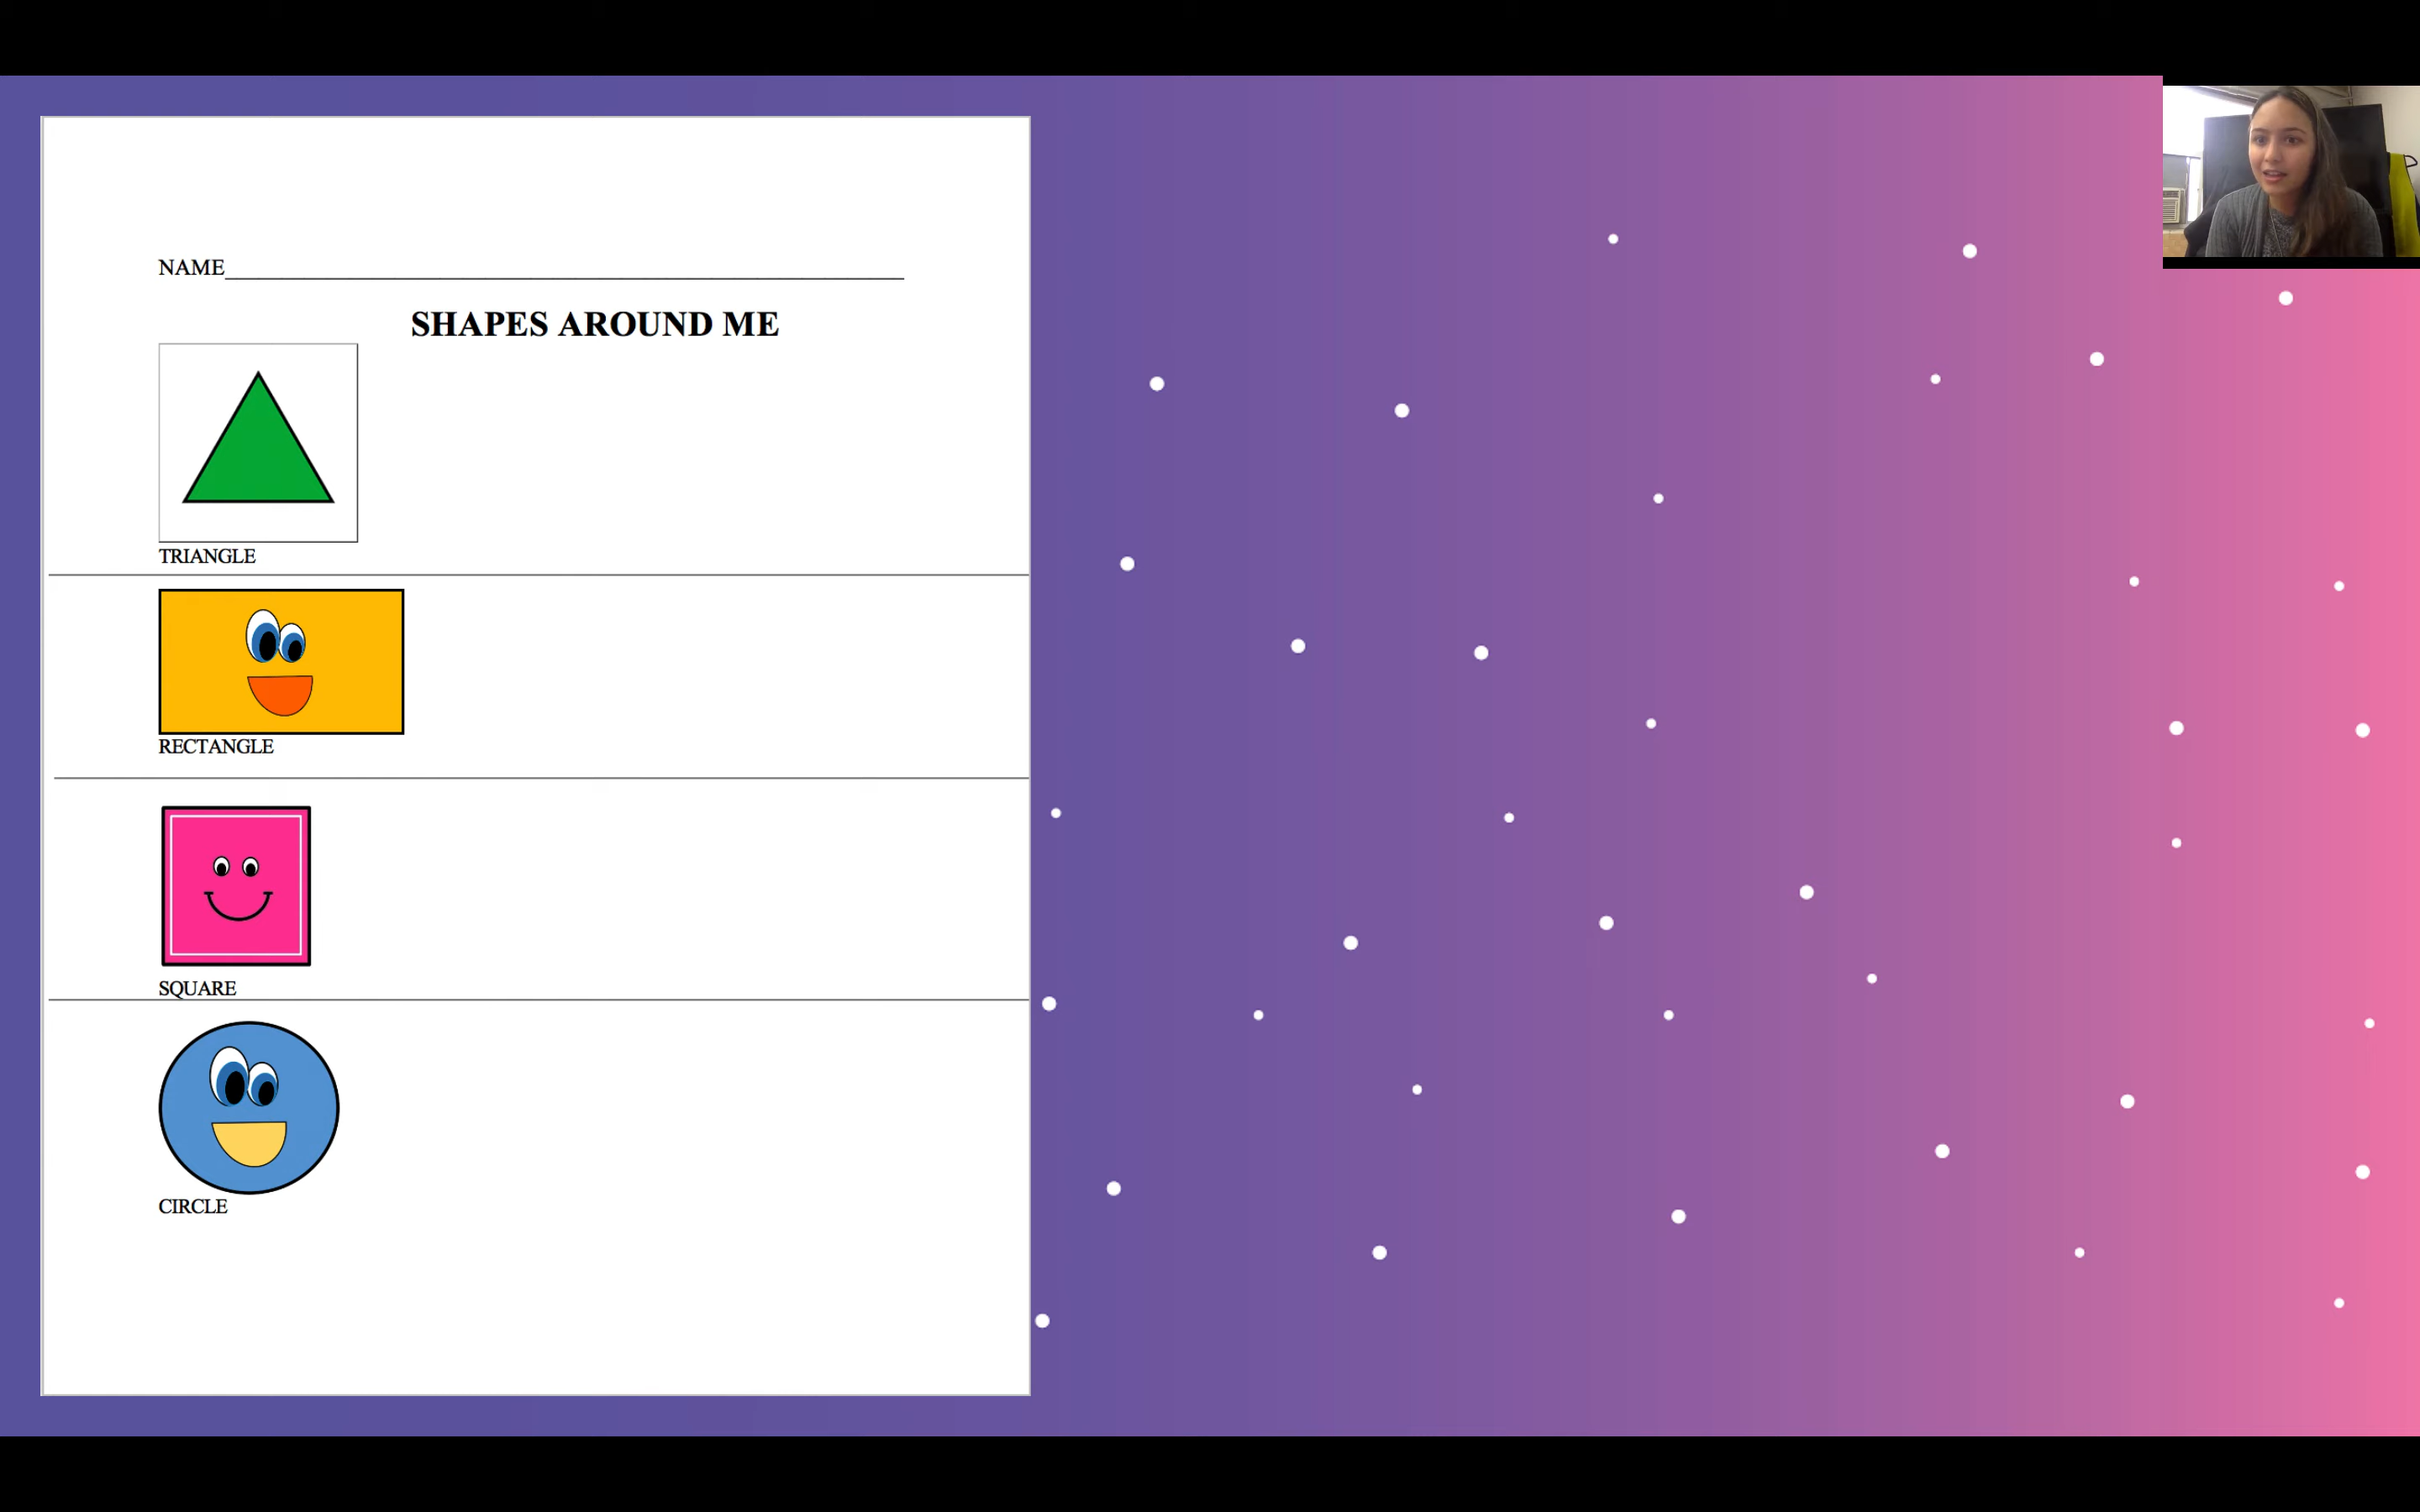 NAME
SHAPES AROUND ME
TRIANGLE
RECTANGLE
SQUARE
CIRCLE